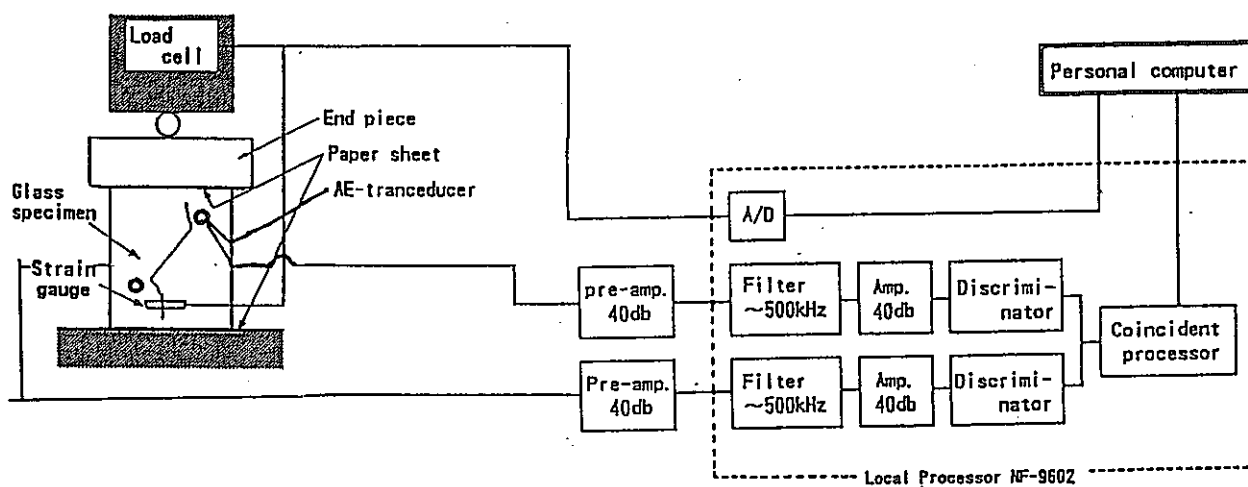 Load
cell
Personal computer
End piece
Paper sheet
AE-tranceducer
Glass
specimen
A/D
Strain
gauge
pre-amp.
40db
Filter
~500kHz
Amp.
40db
Discrimi-
nator
Coincident
processor
Pre-amp.
40db
Filter
~500kHz
Amp.
40db
Discrimi-
nator
Local Processor NF-9602